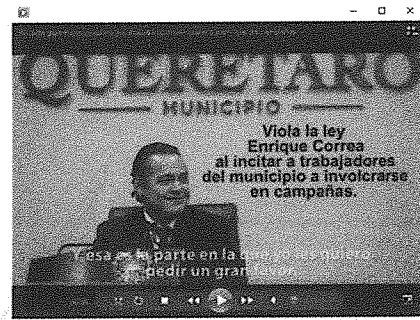 QUERETARO
MUNICIPIO
Viola la ley
Enrique Correa
al incitar a trabajadores
del municipio a involcrarse
en campañas.
Y esa es la parte en la que yo les quiero
pedir un gran favor.